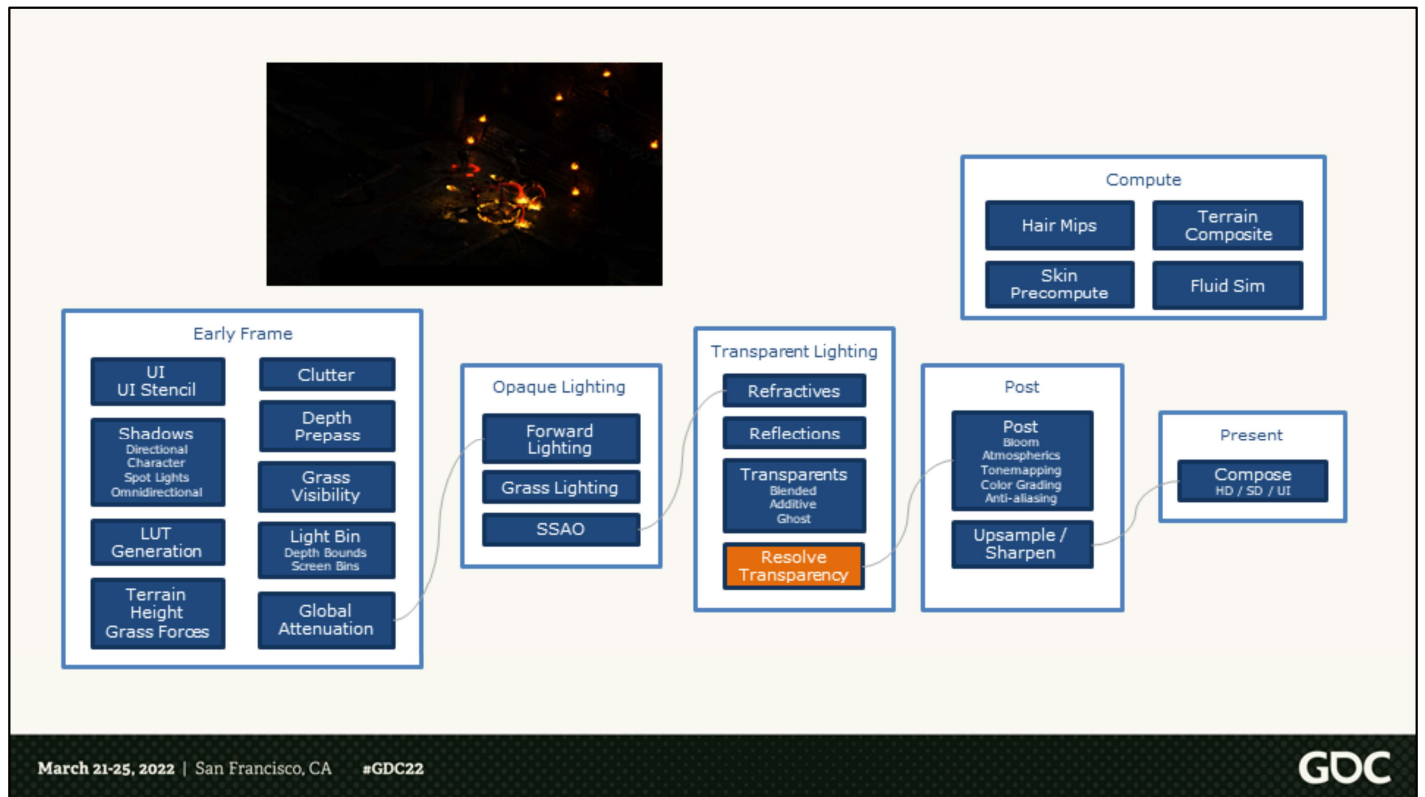 Compute
Hair Mips
Terrain
Composite
Skin
Precompute
Fluid Sim
Early Frame
UI
UI Stencil
Shadows
Directional
Character
Spot Lights
Omnidirectional
LUT
Generation
Terrain
Height
Grass Forces
Clutter
Depth
Prepass
Grass
Visibility
Light Bin
Depth Bounds
Screen Bins
Global
Attenuation
Opaque Lighting
Forward
Lighting
Grass Lighting
SSAO
Transparent Lighting
Refractives
Reflections
Transparents
Blended
Additive
Ghost
Resolve
Transparency
Post
Post
Bloom
Atmospherics
Tonemapping
Color Grading
Anti-aliasing
Upsample /
Sharpen
Present
Compose
HD / SD / UI
March 21-25, 2022 | San Francisco, CA #GDC22
GDC